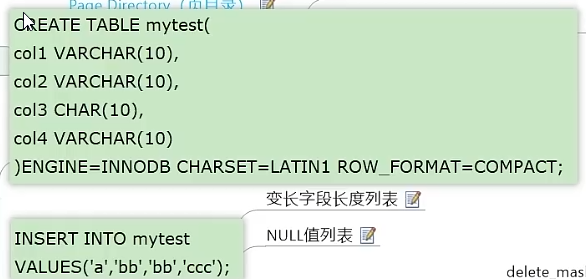 Page Directory（页目录）
CREATE TABLE mytest(
col1 VARCHAR(10),
col2 VARCHAR(10),
col3 CHAR(10),
col4 VARCHAR(10)
)ENGINE=INNODB CHARSET=LATIN1 ROW_FORMAT=COMPACT;
变长字段长度列表
NULL值列表
INSERT INTO mytest
VALUES('a','bb','bb','ccc');
delete_mas